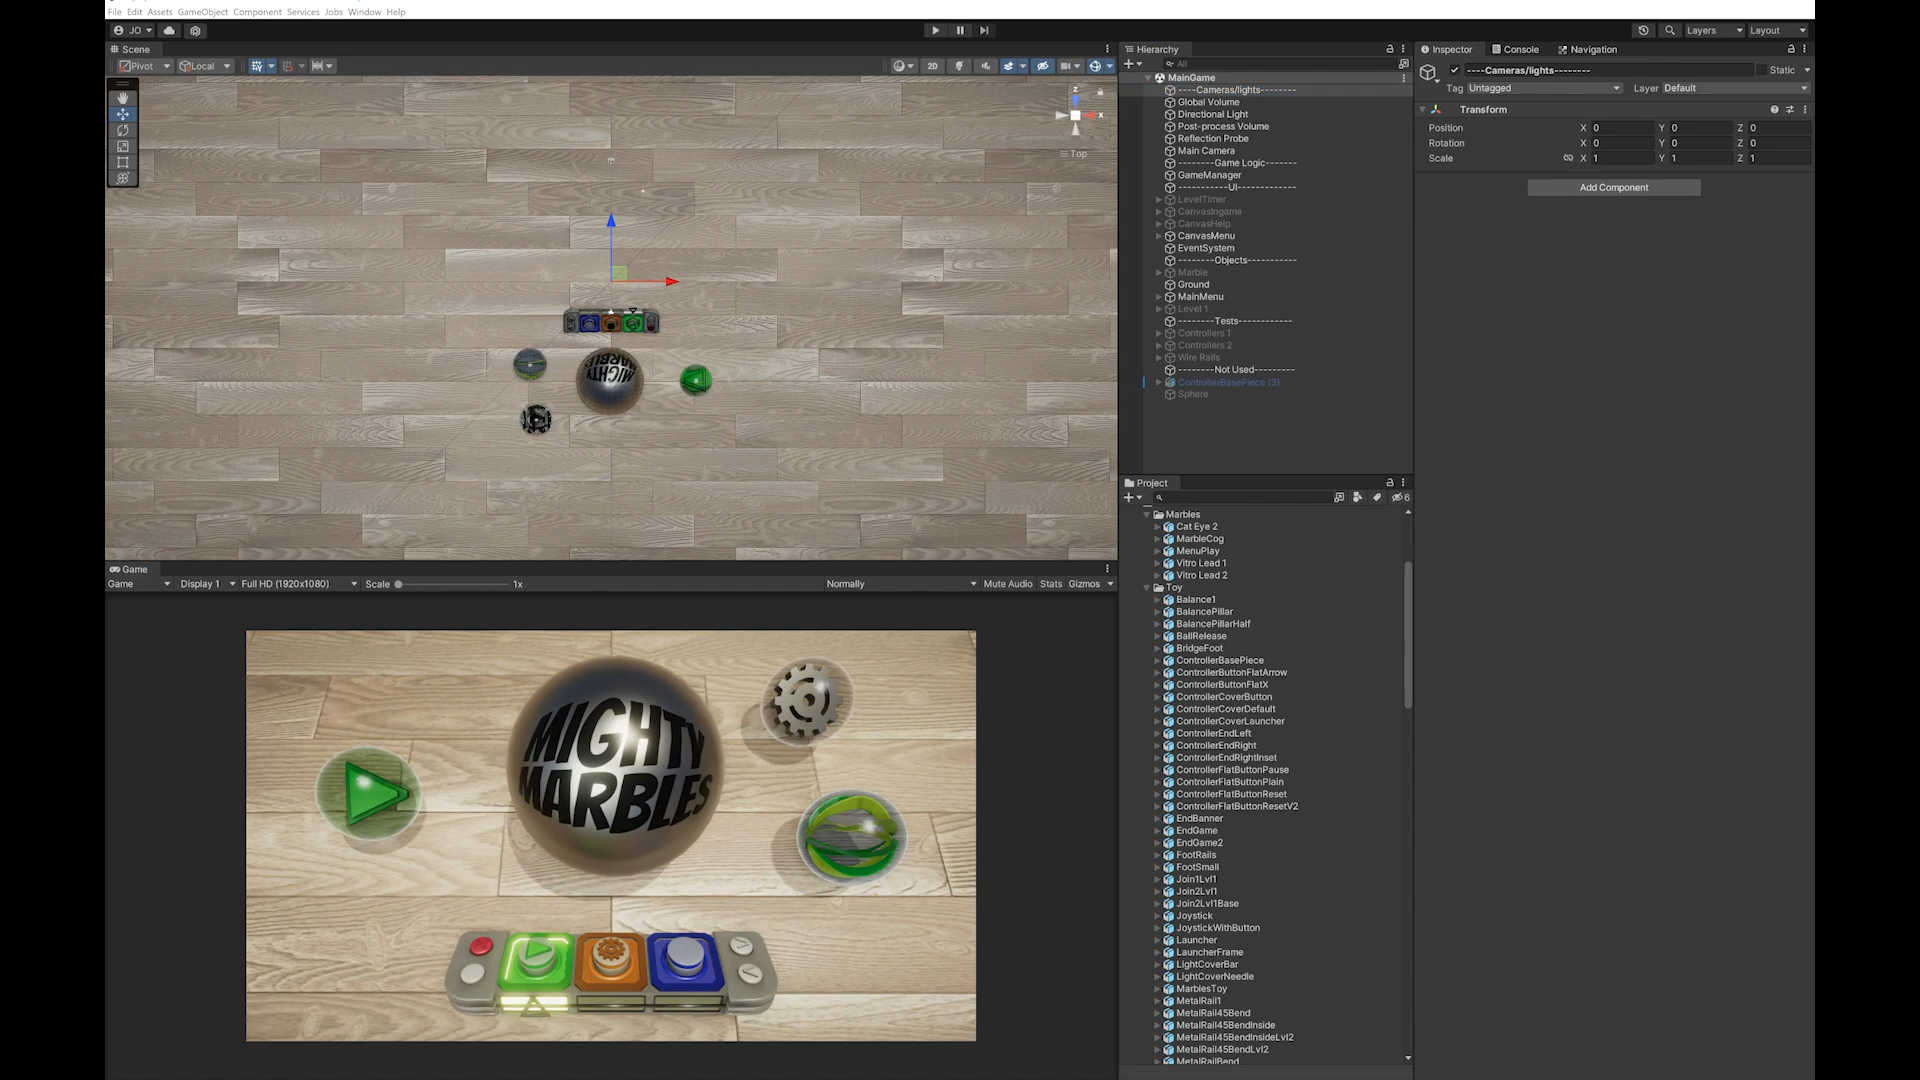 File Edit Assets GameObject Component Services Jobs Window Help
JO
Layers Layout
Scene
Pivot Local
2D
z
x
Top
Game
Game Display 1 Full HD (1920x1080) Scale 1x Normally Mute Audio Stats Gizmos
MIGHTY
MARBLES
Hierarchy
All
MainGame
----Cameras/lights--------
Global Volume
Directional Light
Post-process Volume
Reflection Probe
Main Camera
--------Game Logic-------
GameManager
-----------UI-------------
LevelTimer
CanvasIngame
CanvasHelp
CanvasMenu
EventSystem
--------Objects-----------
Marble
Ground
MainMenu
Level 1
--------Tests------------
Controllers 1
Controllers 2
Wire Rails
--------Not Used---------
ControllerBasePiece (3)
Sphere
Project
6
Marbles
Cat Eye 2
MarbleCog
MenuPlay
Vitro Lead 1
Vitro Lead 2
Toy
Balance1
BalancePillar
BalancePillarHalf
BallRelease
BridgeFoot
ControllerBasePiece
ControllerButtonFlatArrow
ControllerButtonFlatX
ControllerCoverButton
ControllerCoverDefault
ControllerCoverLauncher
ControllerEndLeft
ControllerEndRight
ControllerEndRightInset
ControllerFlatButtonPause
ControllerFlatButtonPlain
ControllerFlatButtonReset
ControllerFlatButtonResetV2
EndBanner
EndGame
EndGame2
FootRails
FootSmall
Join1Lvl1
Join2Lvl1
Join2Lvl1Base
Joystick
JoystickWithButton
Launcher
LauncherFrame
LightCoverBar
LightCoverNeedle
MarblesToy
MetalRail1
MetalRail45Bend
MetalRail45BendInside
MetalRail45BendInsideLvl2
MetalRail45BendLvl2
MetalRailBend
Inspector Console Navigation
----Cameras/lights-------- Static
Tag Untagged Layer Default
Transform
Position X 0 Y 0 Z 0
Rotation X 0 Y 0 Z 0
Scale X 1 Y 1 Z 1
Add Component